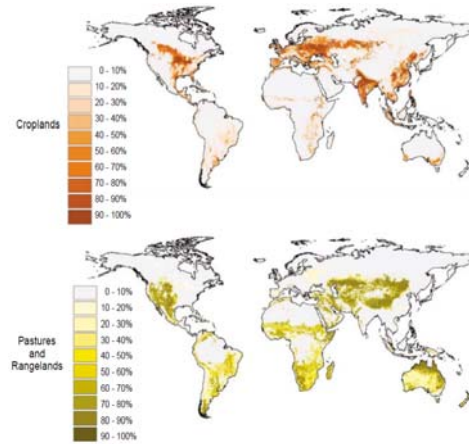 Croplands
0 - 10%
10 - 20%
20 - 30%
30 - 40%
40 - 50%
50 - 60%
60 - 70%
70 - 80%
80 - 90%
90 - 100%
Pastures
and
Rangelands
0 - 10%
10 - 20%
20 - 30%
30 - 40%
40 - 50%
50 - 60%
60 - 70%
70 - 80%
80 - 90%
90 - 100%